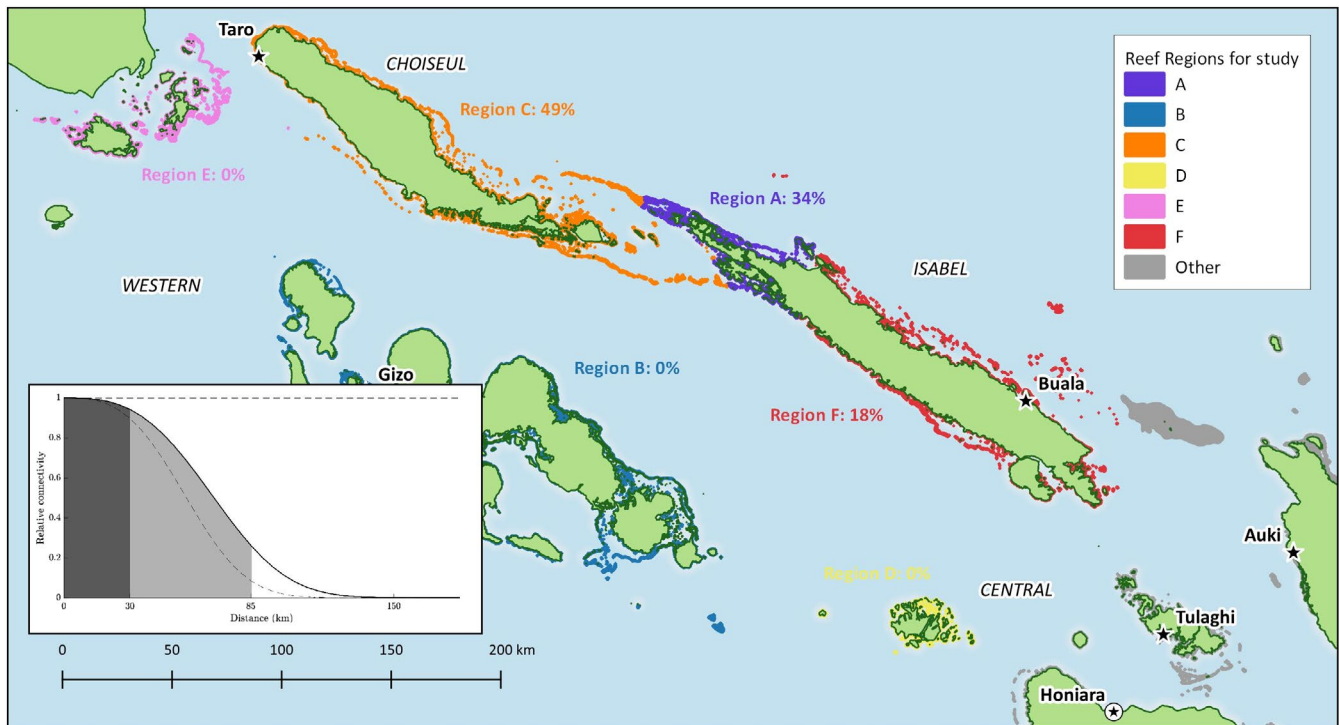 Taro
CHOISEUL
Region C: 49%
Region E: 0%
Region A: 34%
WESTERN
ISABEL
Gizo
Region B: 0%
Buala
Region F: 18%
Auki
Region D: 0%
CENTRAL
Tulaghi
Honiara
Reef Regions for study
A
B
C
D
E
F
Other
Relative connectivity
1
0.8
0.6
0.4
0.2
0
0
30
85
150
Distance (km)
0 50 100 150 200 km